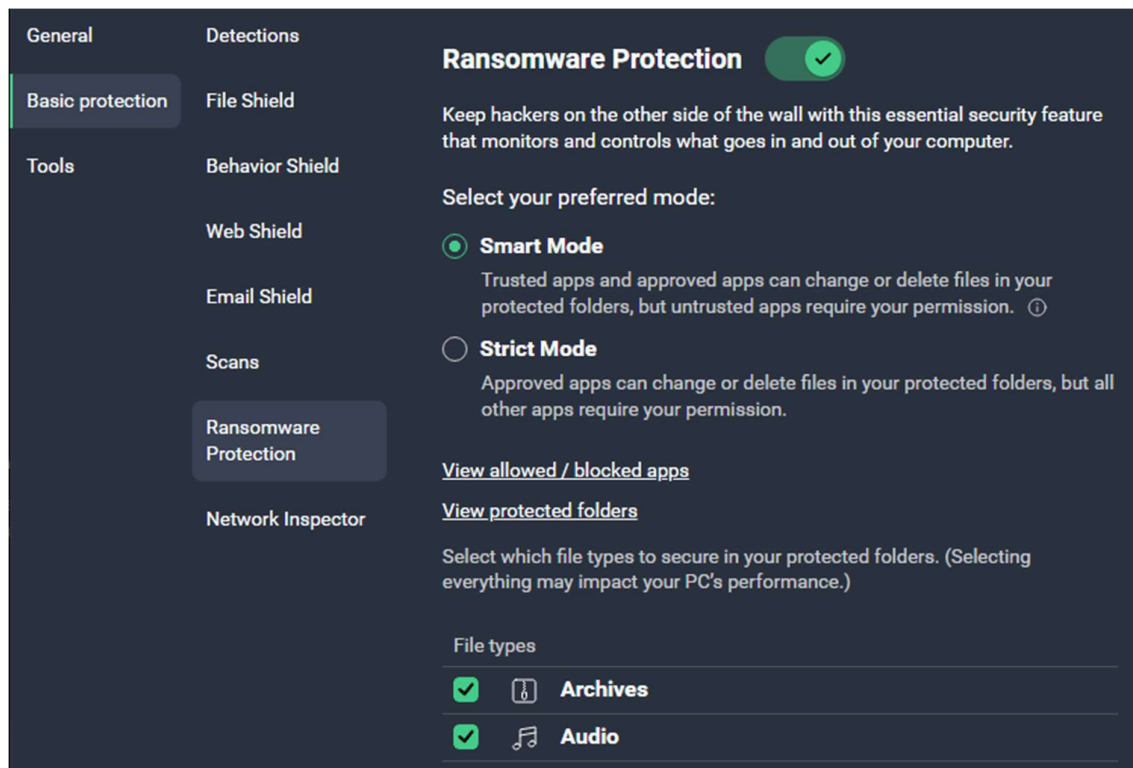 General
Basic protection
Tools
Detections
File Shield
Behavior Shield
Web Shield
Email Shield
Scans
Ransomware
Protection
Network Inspector
Ransomware Protection
Keep hackers on the other side of the wall with this essential security feature
that monitors and controls what goes in and out of your computer.
Select your preferred mode:
Smart Mode
Trusted apps and approved apps can change or delete files in your
protected folders, but untrusted apps require your permission.
Strict Mode
Approved apps can change or delete files in your protected folders, but all
other apps require your permission.
View allowed / blocked apps
View protected folders
Select which file types to secure in your protected folders. (Selecting
everything may impact your PC's performance.)
File types
Archives
Audio